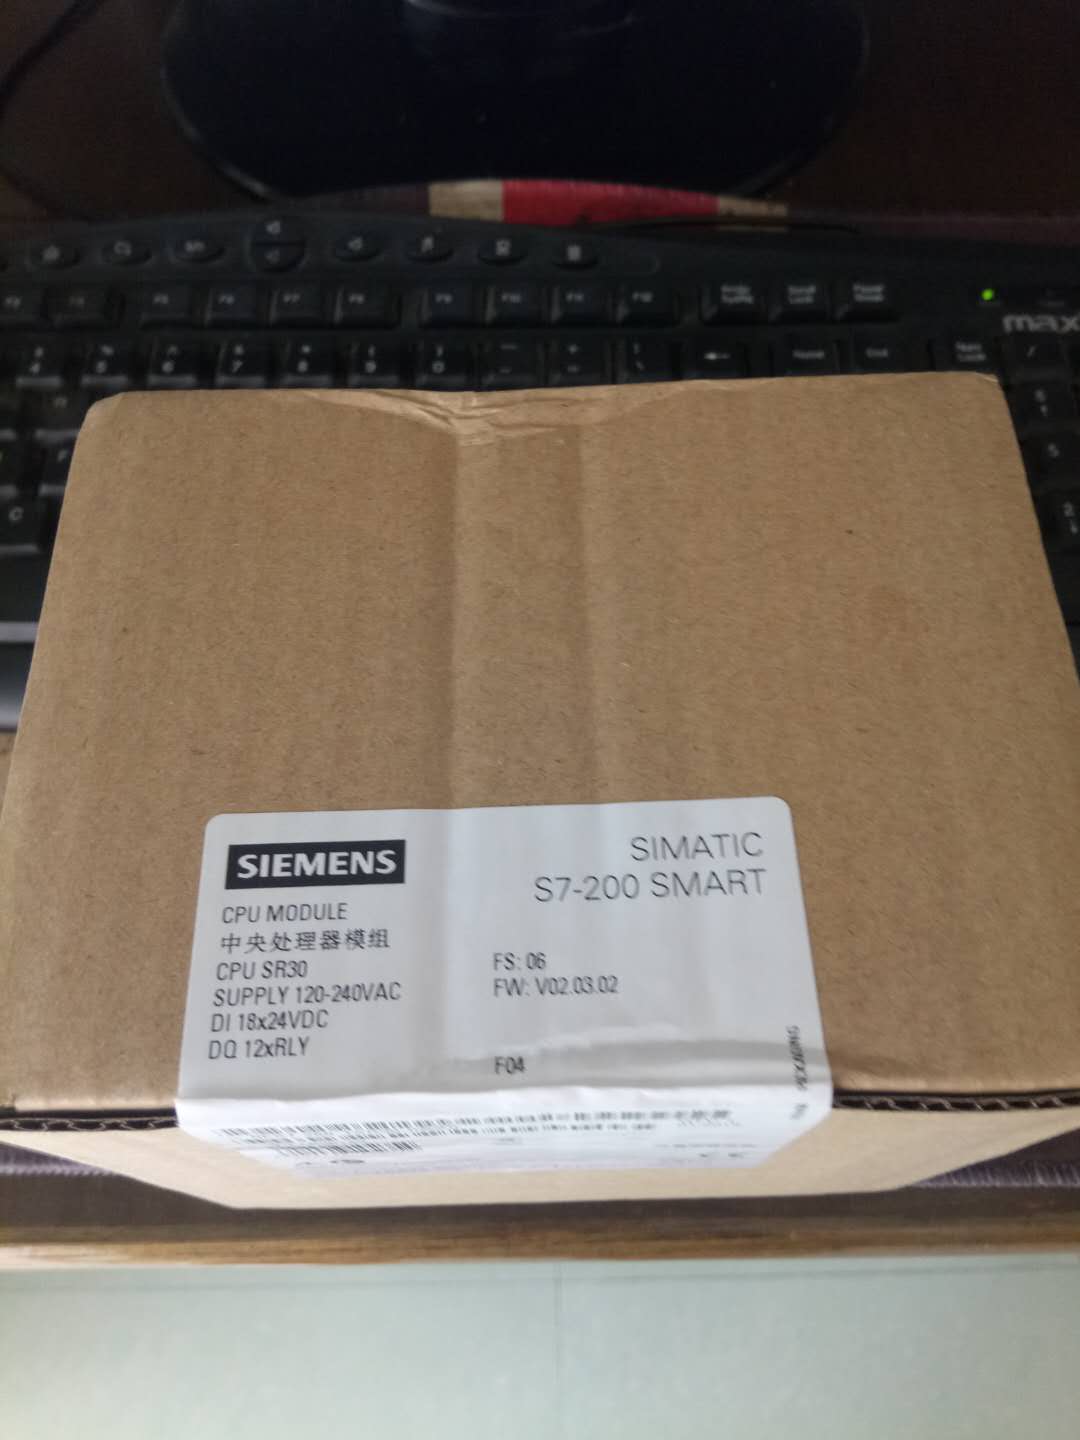 max
SIEMENS
SIMATIC
S7-200 SMART
CPU MODULE
中央处理器模组
CPU SR30
SUPPLY 120-240VAC
DI 18x24VDC
DQ 12xRLY
FS: 06
FW: V02.03.02
F04